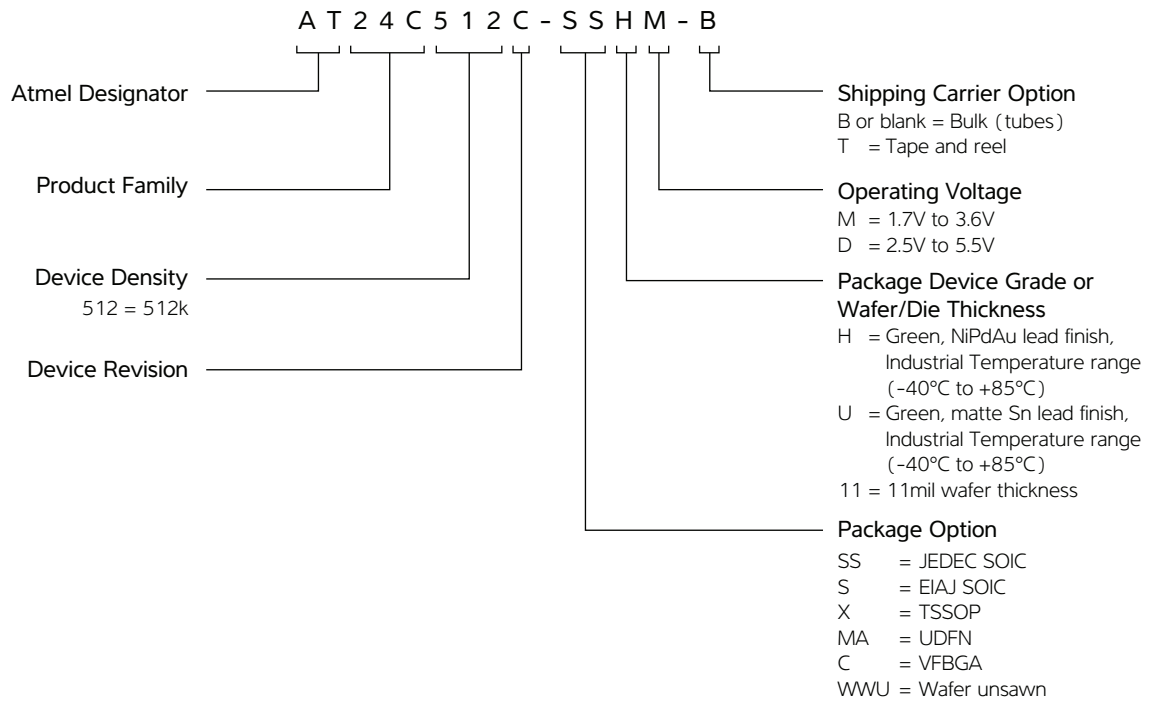 A T 2 4 C 5 1 2 C - S S H M - B
Atmel Designator
Product Family
Device Density
512 = 512k
Device Revision
Shipping Carrier Option
B or blank = Bulk (tubes)
T = Tape and reel
Operating Voltage
M = 1.7V to 3.6V
D = 2.5V to 5.5V
Package Device Grade or
Wafer/Die Thickness
H = Green, NiPdAu lead finish,
Industrial Temperature range
(-40°C to +85°C)
U = Green, matte Sn lead finish,
Industrial Temperature range
(-40°C to +85°C)
11 = 11mil wafer thickness
Package Option
SS = JEDEC SOIC
S = EIAJ SOIC
X = TSSOP
MA = UDFN
C = VFBGA
WWU = Wafer unsawn